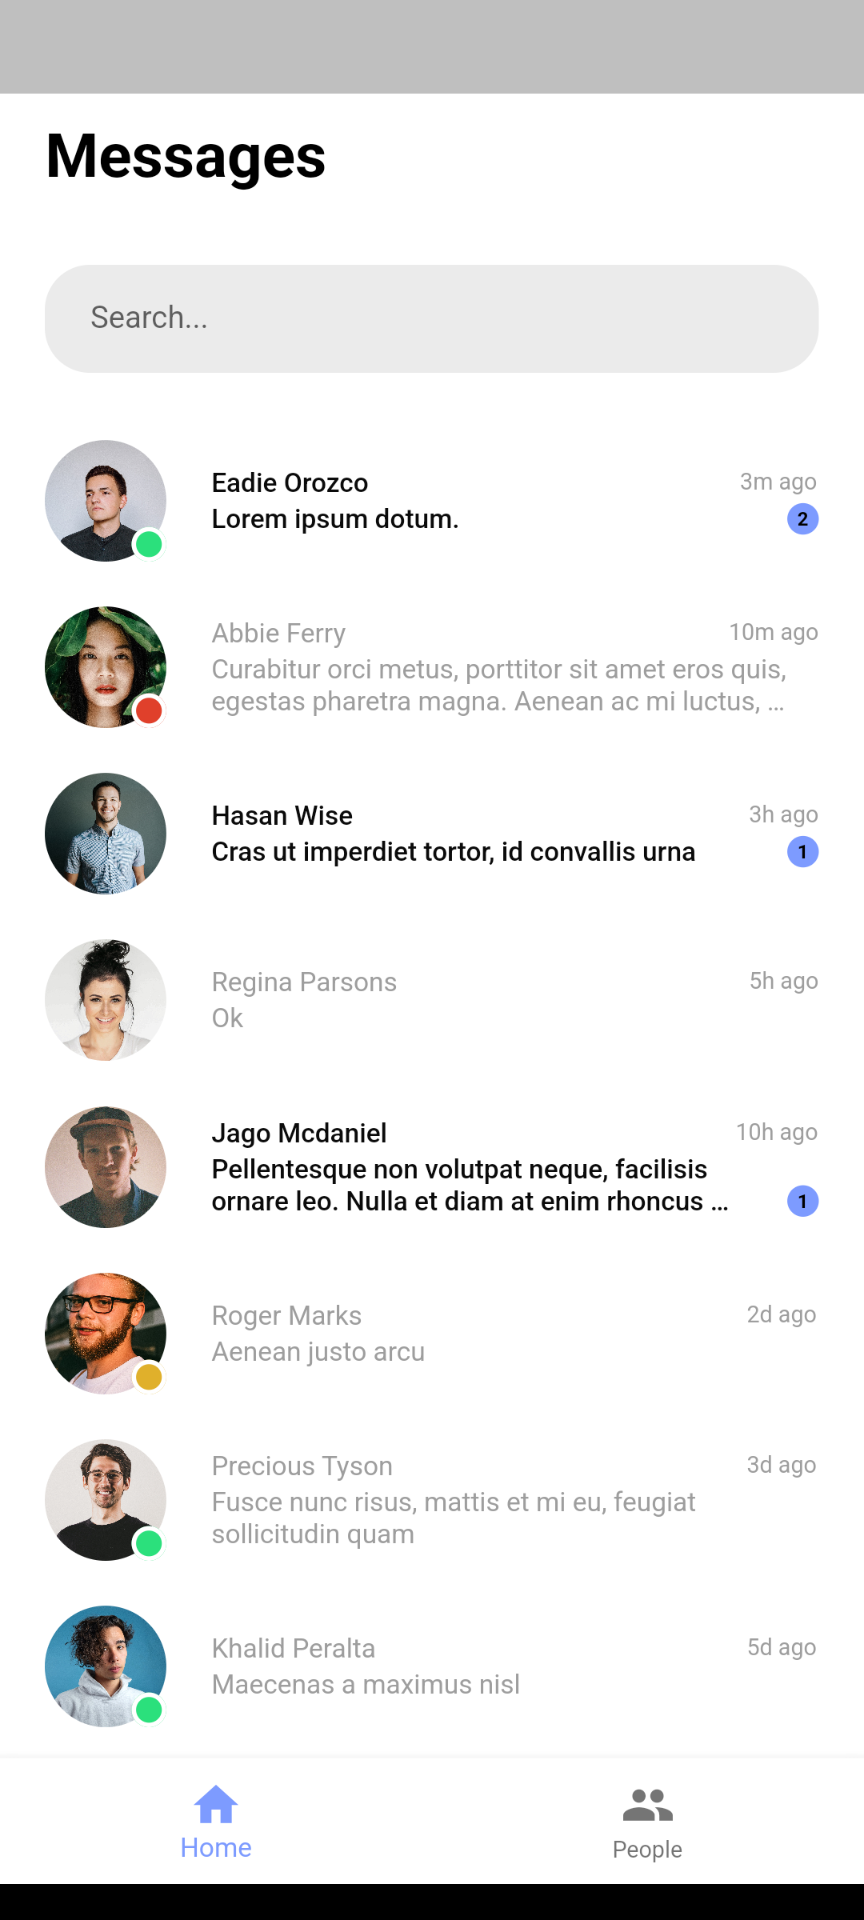 Messages
Search...
Eadie Orozco
3m ago
Lorem ipsum dotum.
2
Abbie Ferry
10m ago
Curabitur orci metus, porttitor sit amet eros quis,
egestas pharetra magna. Aenean ac mi luctus, ...
Hasan Wise
3h ago
Cras ut imperdiet tortor, id convallis urna
1
Regina Parsons
5h ago
Ok
Jago Mcdaniel
10h ago
Pellentesque non volutpat neque, facilisis
ornare leo. Nulla et diam at enim rhoncus ...
1
Roger Marks
2d ago
Aenean justo arcu
Precious Tyson
3d ago
Fusce nunc risus, mattis et mi eu, feugiat
sollicitudin quam
Khalid Peralta
5d ago
Maecenas a maximus nisl
Home
People